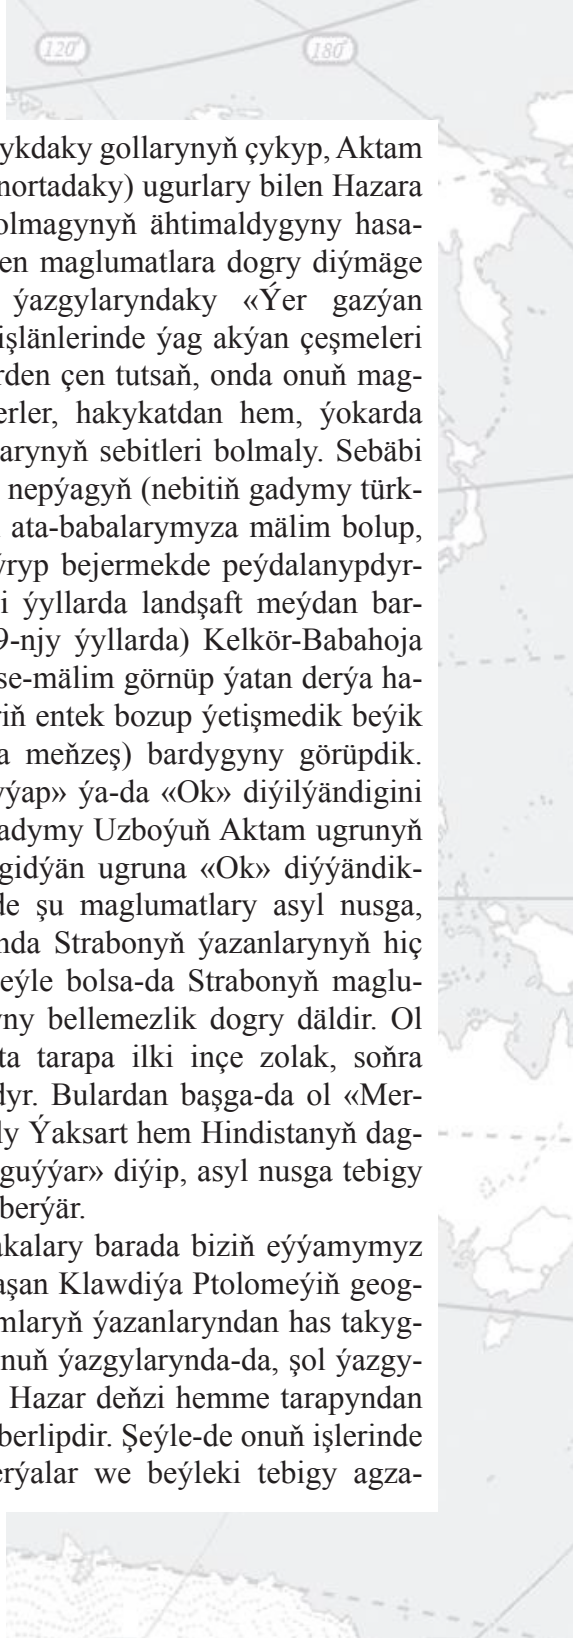 120°
180°
ykdaky gollarynyň çykyp, Aktam
nortadaky) ugurlary bilen Hazara
olmagynyň ähtimaldygyny hasa-
en maglumatlara dogry diýmäge
ýazgylaryndaky «Ýer gazýan
işlänlerinde ýag akýan çeşmeleri
rden çen tutsaň, onda onuň mag-
erler, hakykatdan hem, ýokarda
arynyň sebitleri bolmaly. Sebäbi
nepýagyň (nebitiň gadymy türk-
ata-babalarymyza mälim bolup,
ýryp bejermekde peýdalanypdyr-
i ýyllarda landşaft meýdan bar-
9-njy ýyllarda) Kelkör-Babahoja
se-mälim görnüp ýatan derýa ha-
riň entek bozup ýetişmedik beýik
a meňzeş) bardygyny görüpdik.
ýýap» ýa-da «Ok» diýilýändigini
adymy Uzboýuň Aktam ugrunyň
gidýän ugruna «Ok» diýýändik-
de şu maglumatlary asyl nusga,
nda Strabonyň ýazanlarynyň hiç
eýle bolsa-da Strabonyň maglu-
yny bellemezlik dogry däldir. Ol
ta tarapa ilki inçe zolak, soňra
dyr. Bulardan başga-da ol «Mer-
ly Ýaksart hem Hindistanyň dag-
guýýar» diýip, asyl nusga tebigy
berýär.
akalary barada biziň eýýamymyz
aşan Klawdiýa Ptolomeýiň geog-
mlaryň ýazanlaryndan has takyg-
nuň ýazgylarynda-da, şol ýazgy-
Hazar deňzi hemme tarapyndan
berlipdir. Şeýle-de onuň işlerinde
erýalar we beýleki tebigy agza-